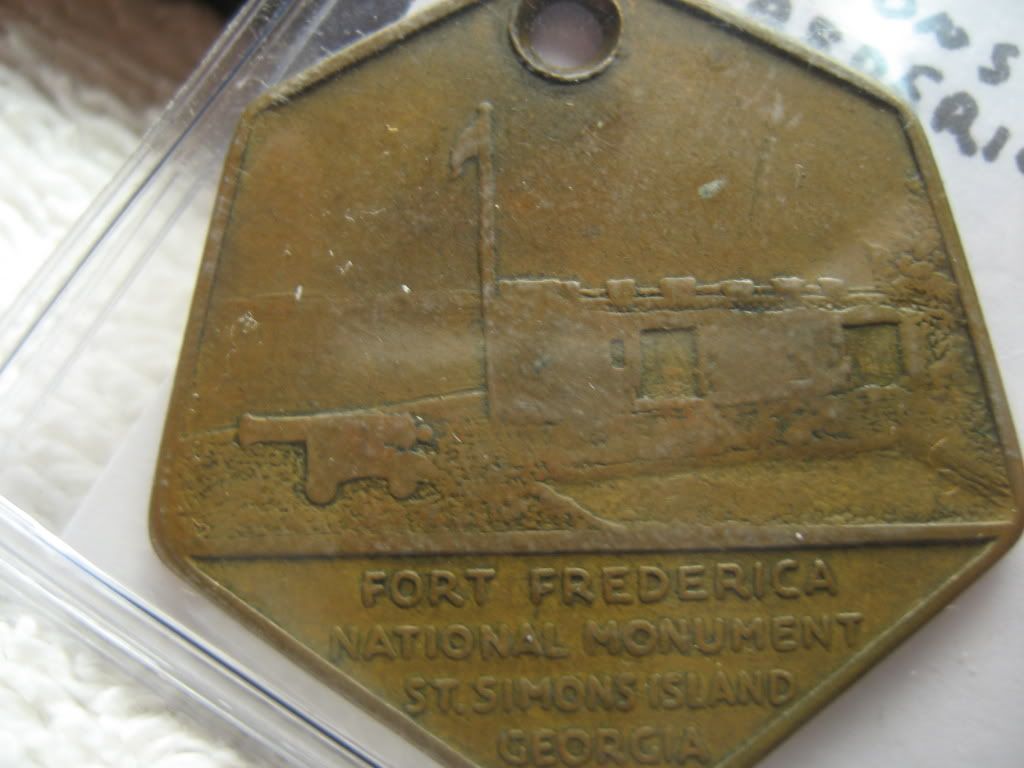 FORT FREDERICA
NATIONAL MONUMENT
ST. SIMONS ISLAND
GEORGIA